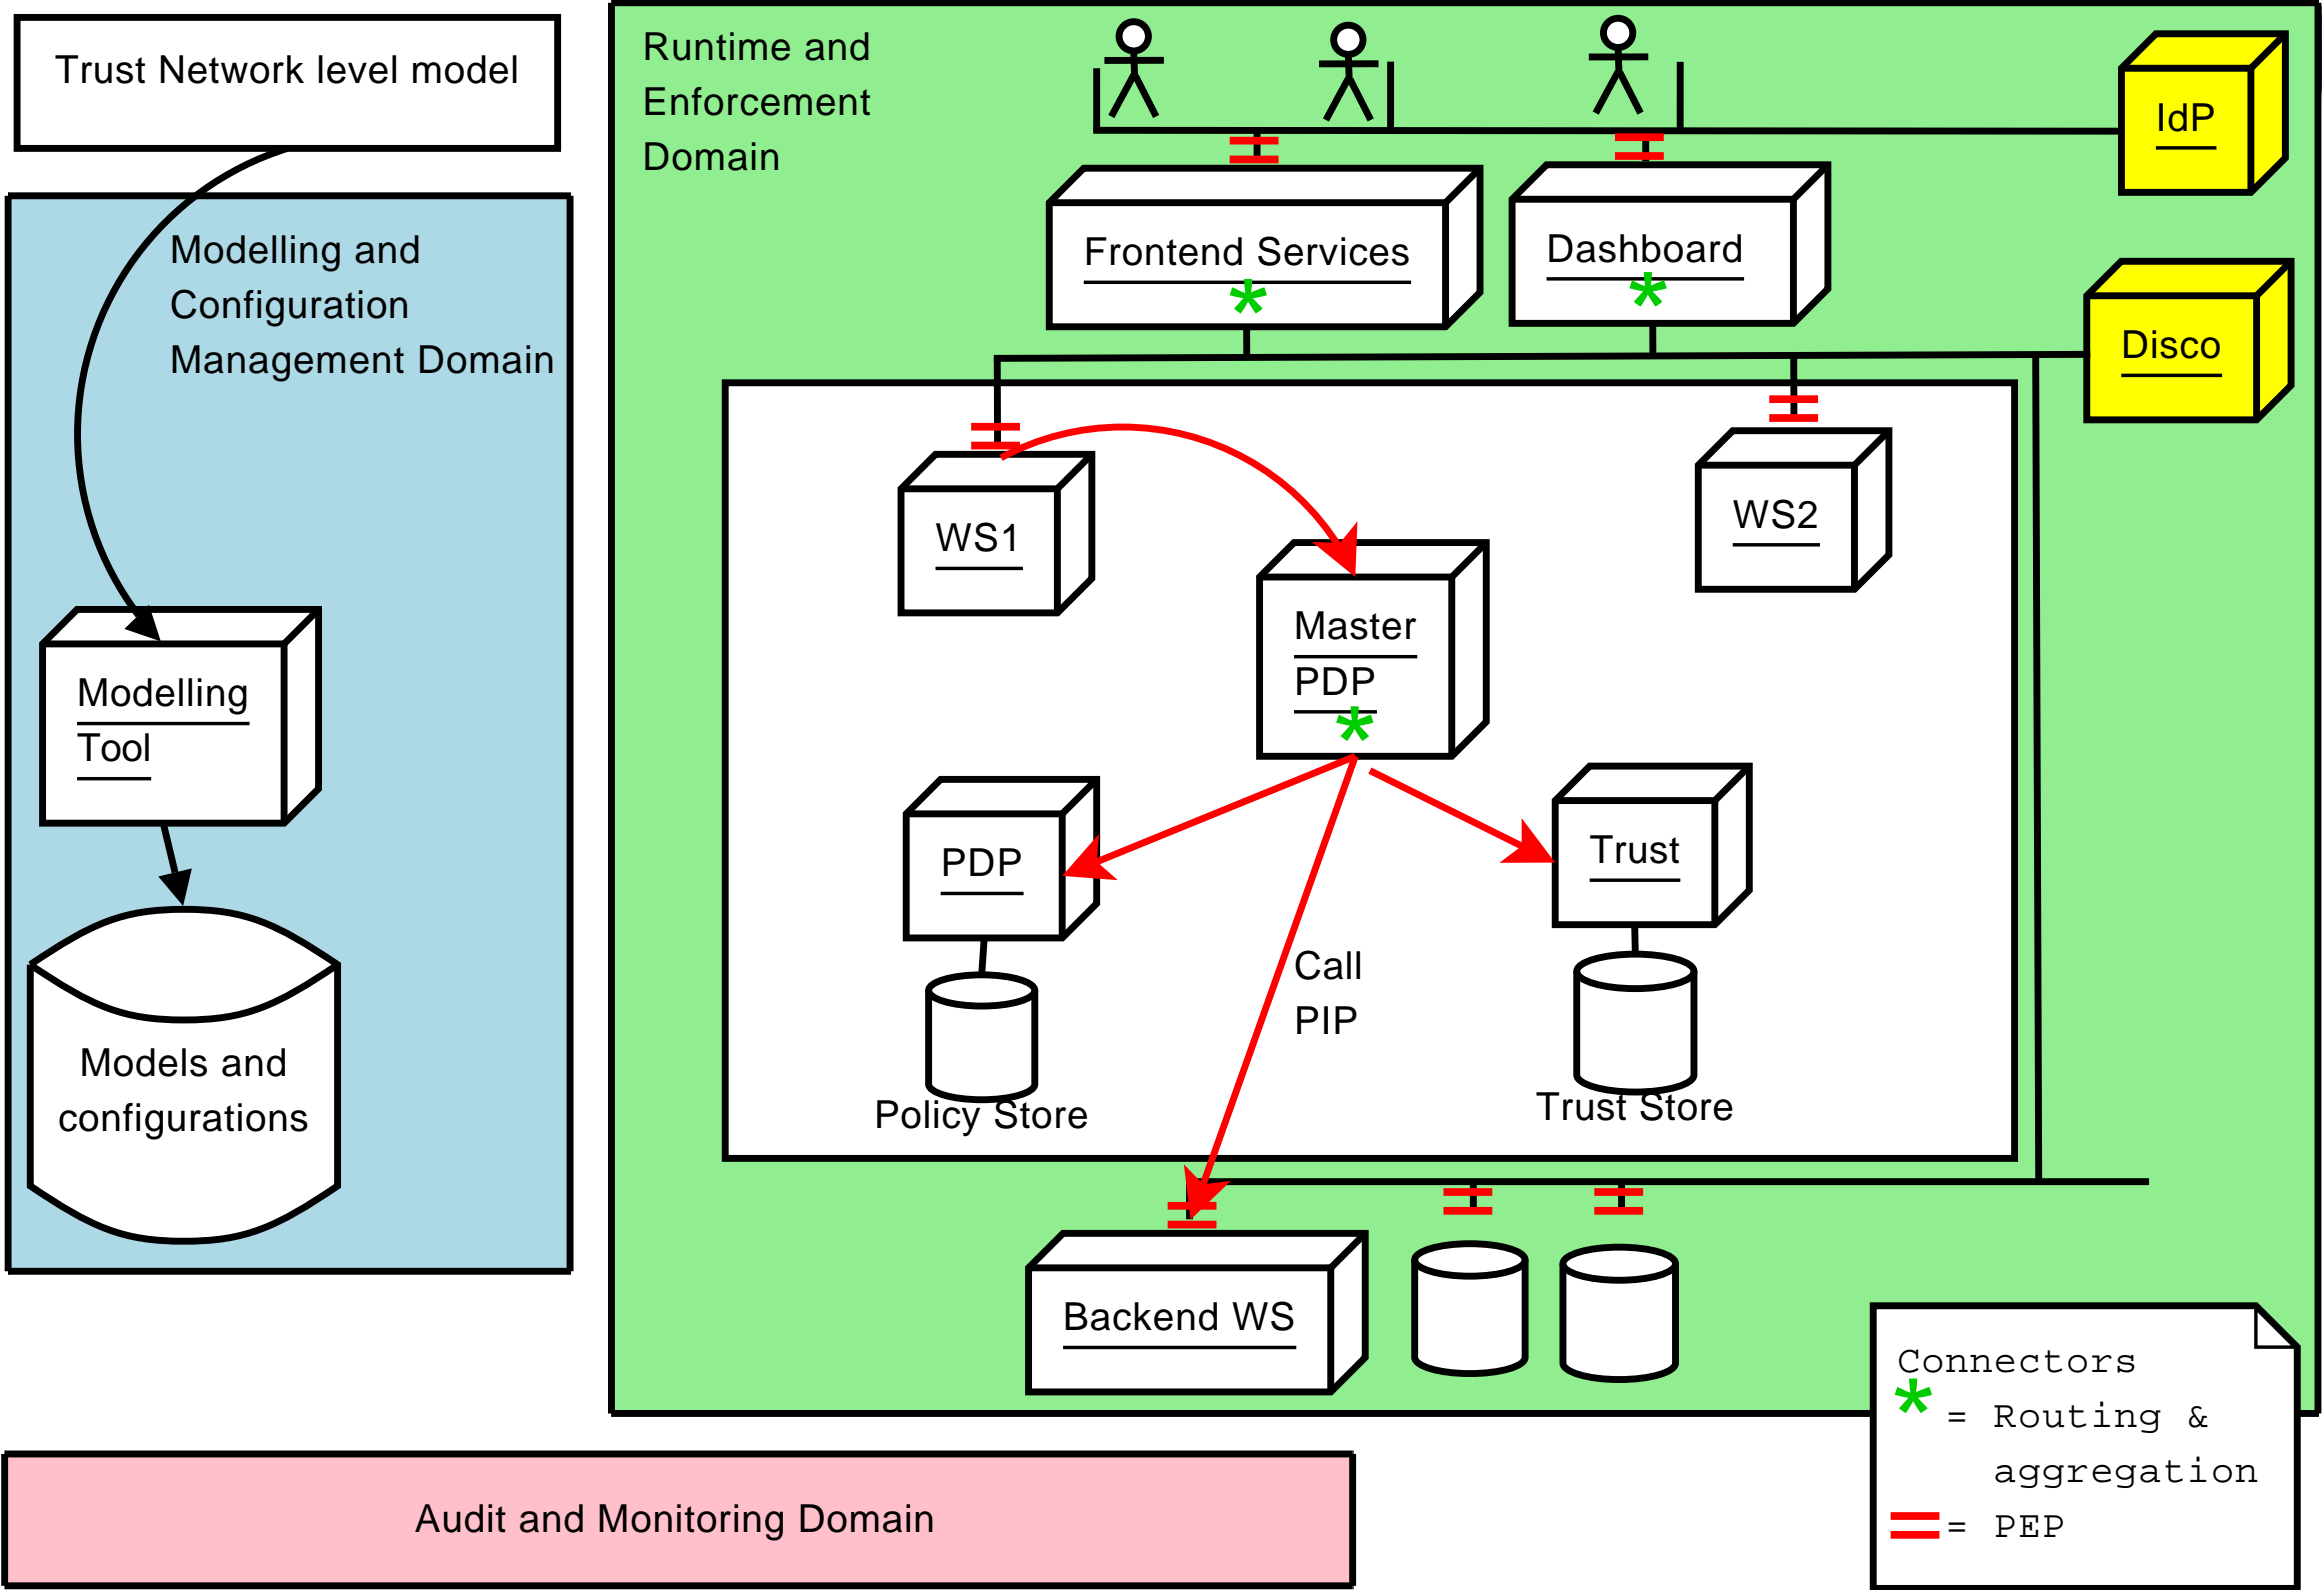 Trust Network level model
Modelling and
Configuration
Management Domain
Modelling
Tool
Models and
configurations
Runtime and
Enforcement
Domain
IdP
Frontend Services
*
Dashboard
*
Disco
WS1
WS2
Master
PDP
*
PDP
Trust
Call
PIP
Policy Store
Trust Store
Backend WS
Connectors
* = Routing &
aggregation
= PEP
Audit and Monitoring Domain